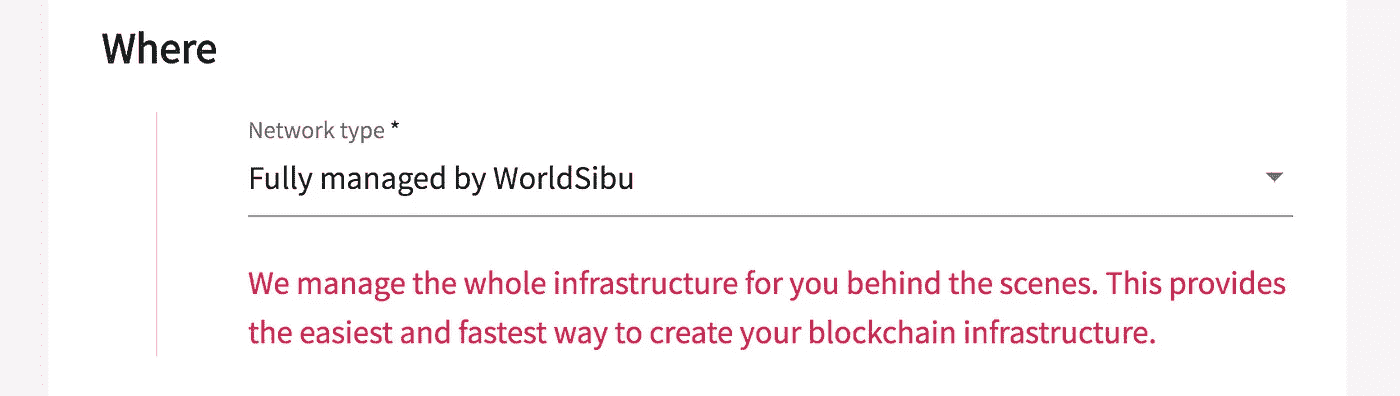 Where
Network type *
Fully managed by WorldSibu
We manage the whole infrastructure for you behind the scenes. This provides
the easiest and fastest way to create your blockchain infrastructure.